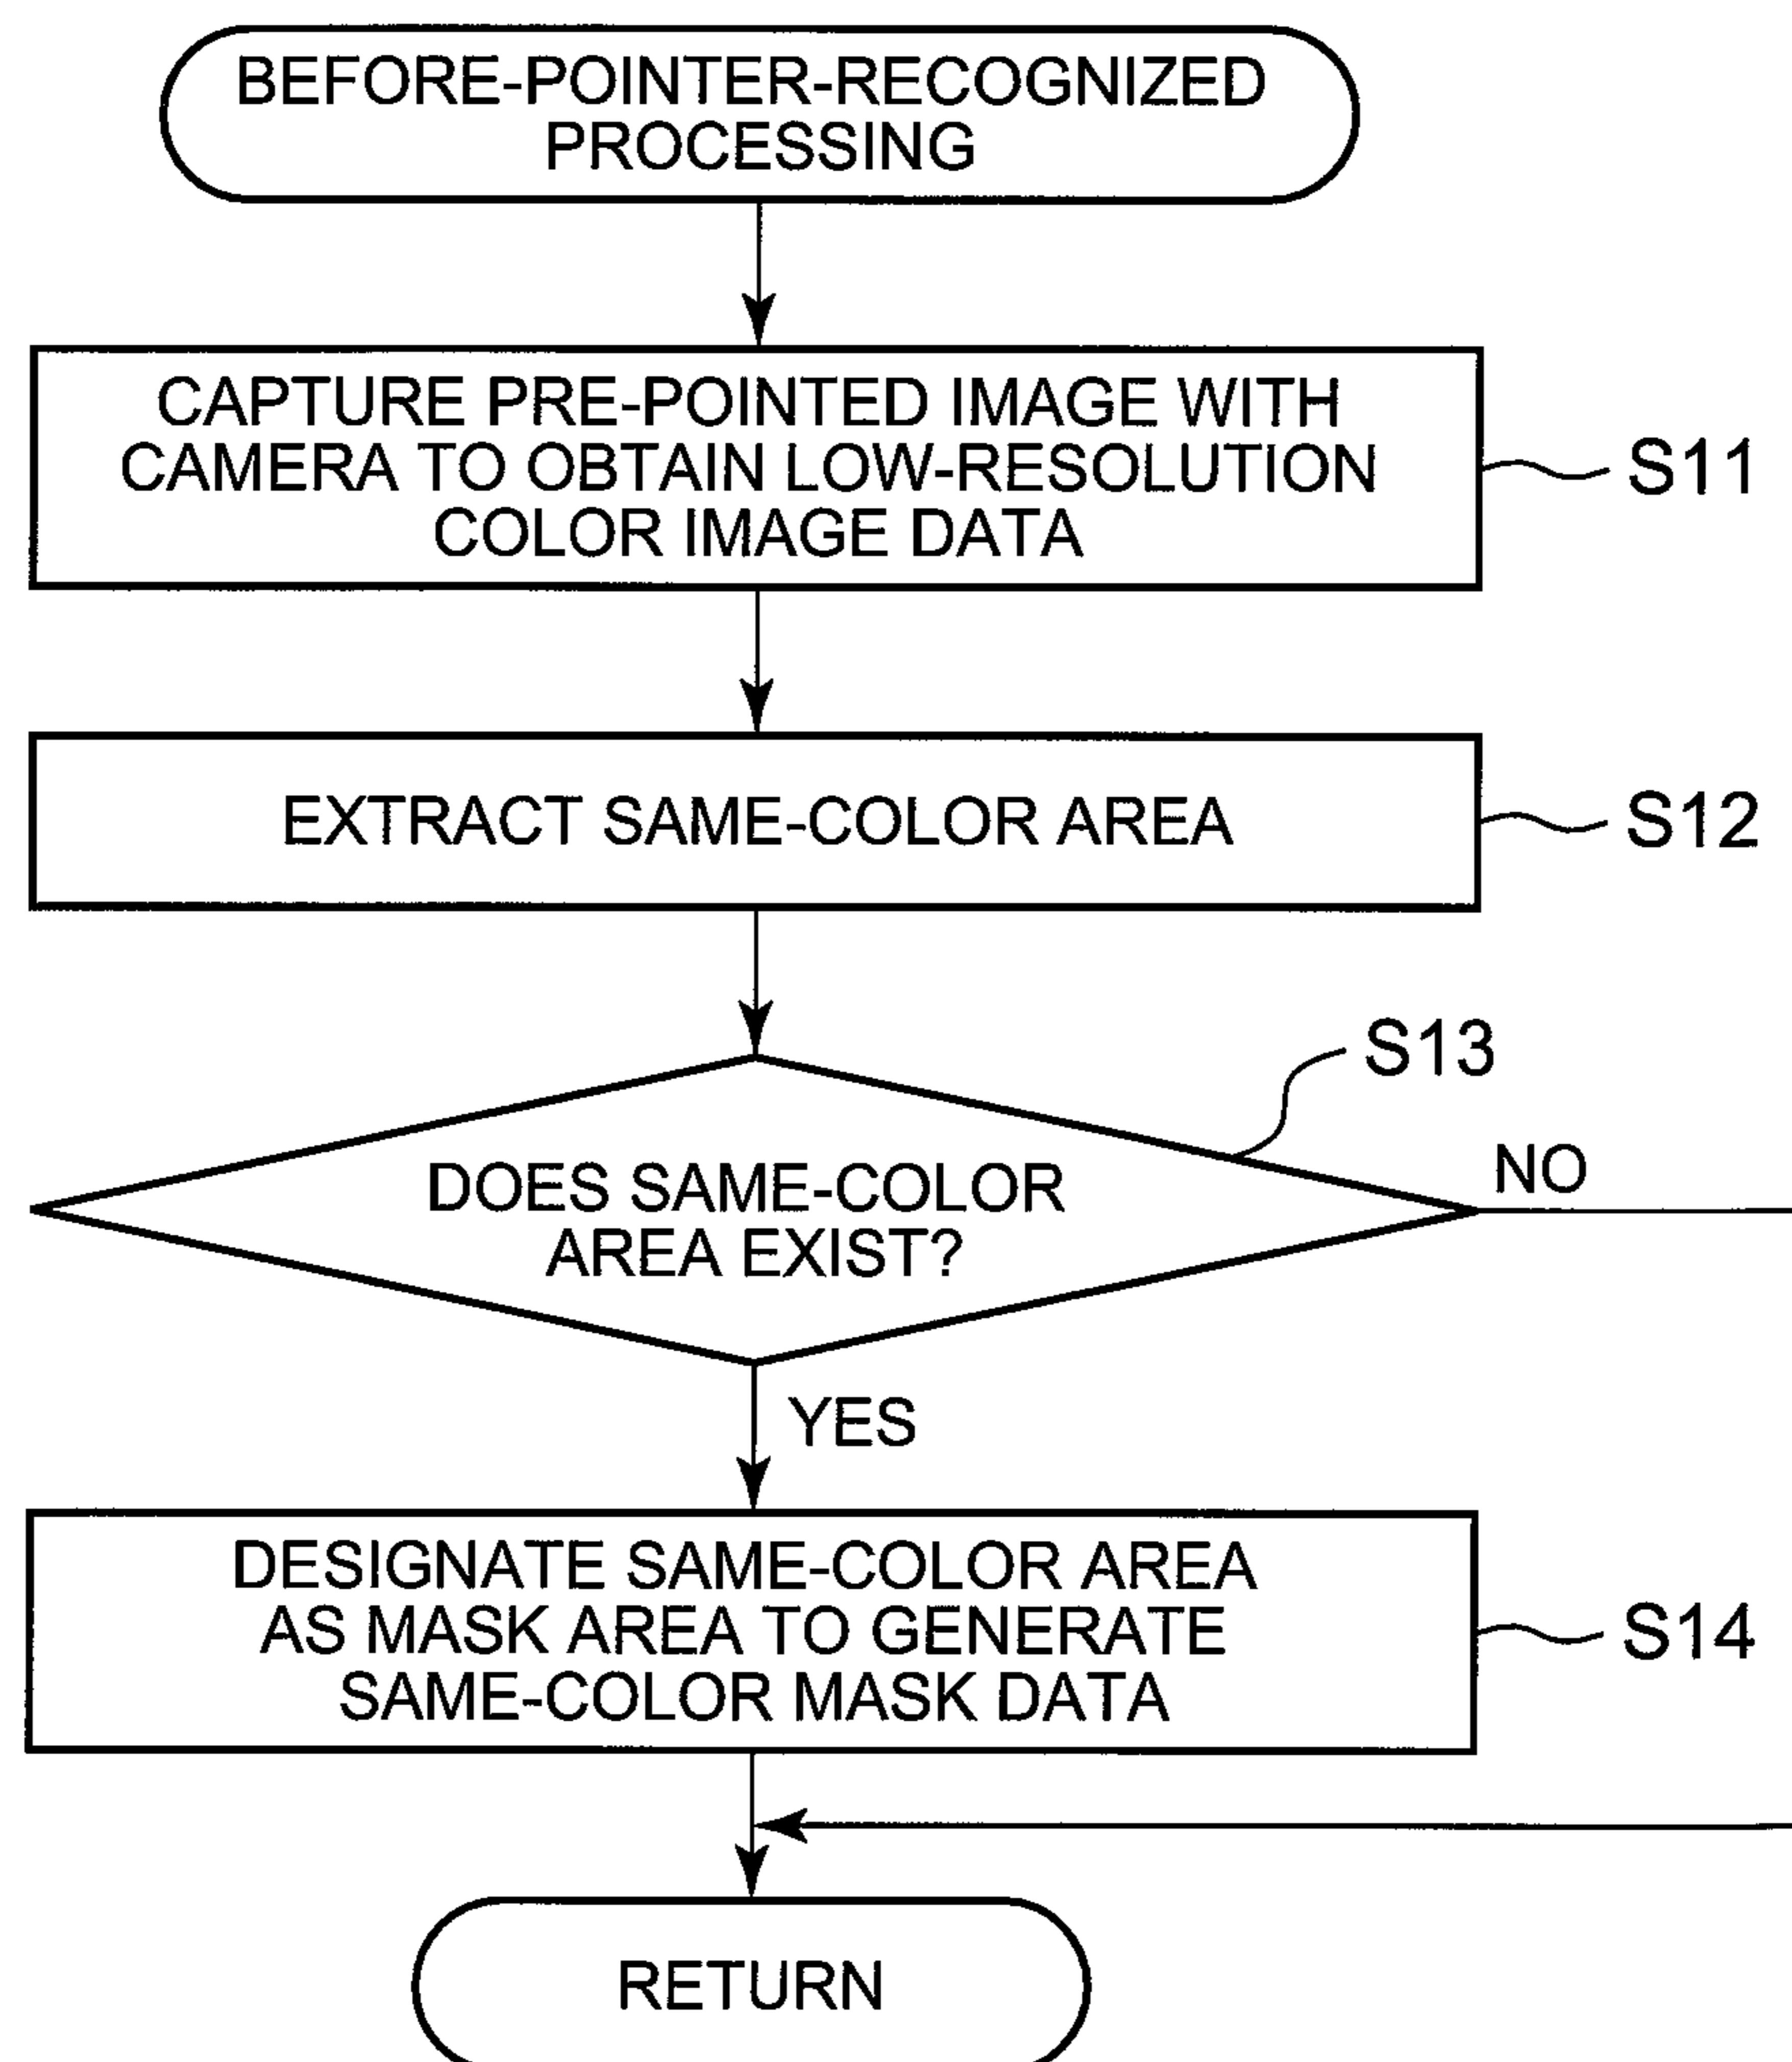 BEFORE-POINTER-RECOGNIZED
PROCESSING
CAPTURE PRE-POINTED IMAGE WITH
CAMERA TO OBTAIN LOW-RESOLUTION
COLOR IMAGE DATA
S11
EXTRACT SAME-COLOR AREA
S12
S13
DOES SAME-COLOR
AREA EXIST?
NO
YES
DESIGNATE SAME-COLOR AREA
AS MASK AREA TO GENERATE
SAME-COLOR MASK DATA
S14
RETURN